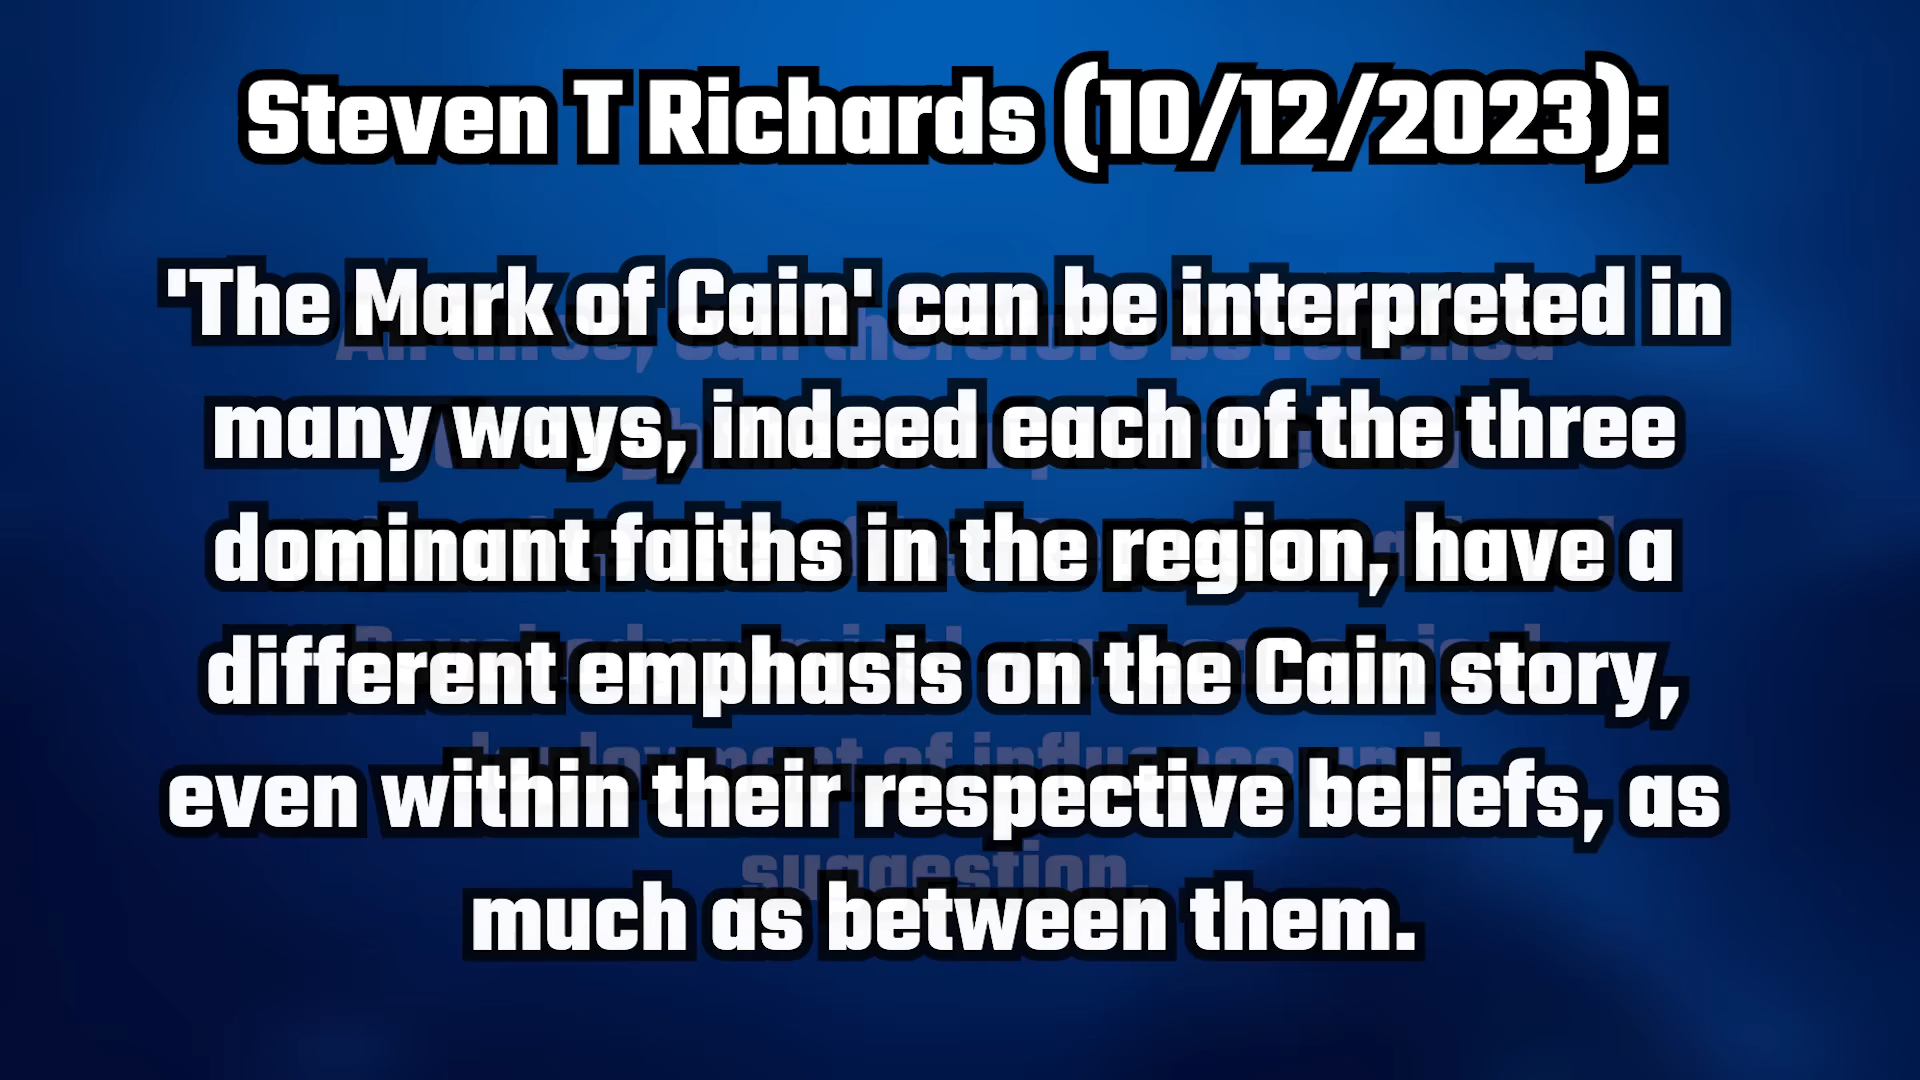 Steven T Richards (10/12/2023):
'The Mark of Cain' can be interpreted in
many ways, indeed each of the three
dominant faiths in the region, have a
different emphasis on the Cain story,
even within their respective beliefs, as
much as between them.
suggestion.